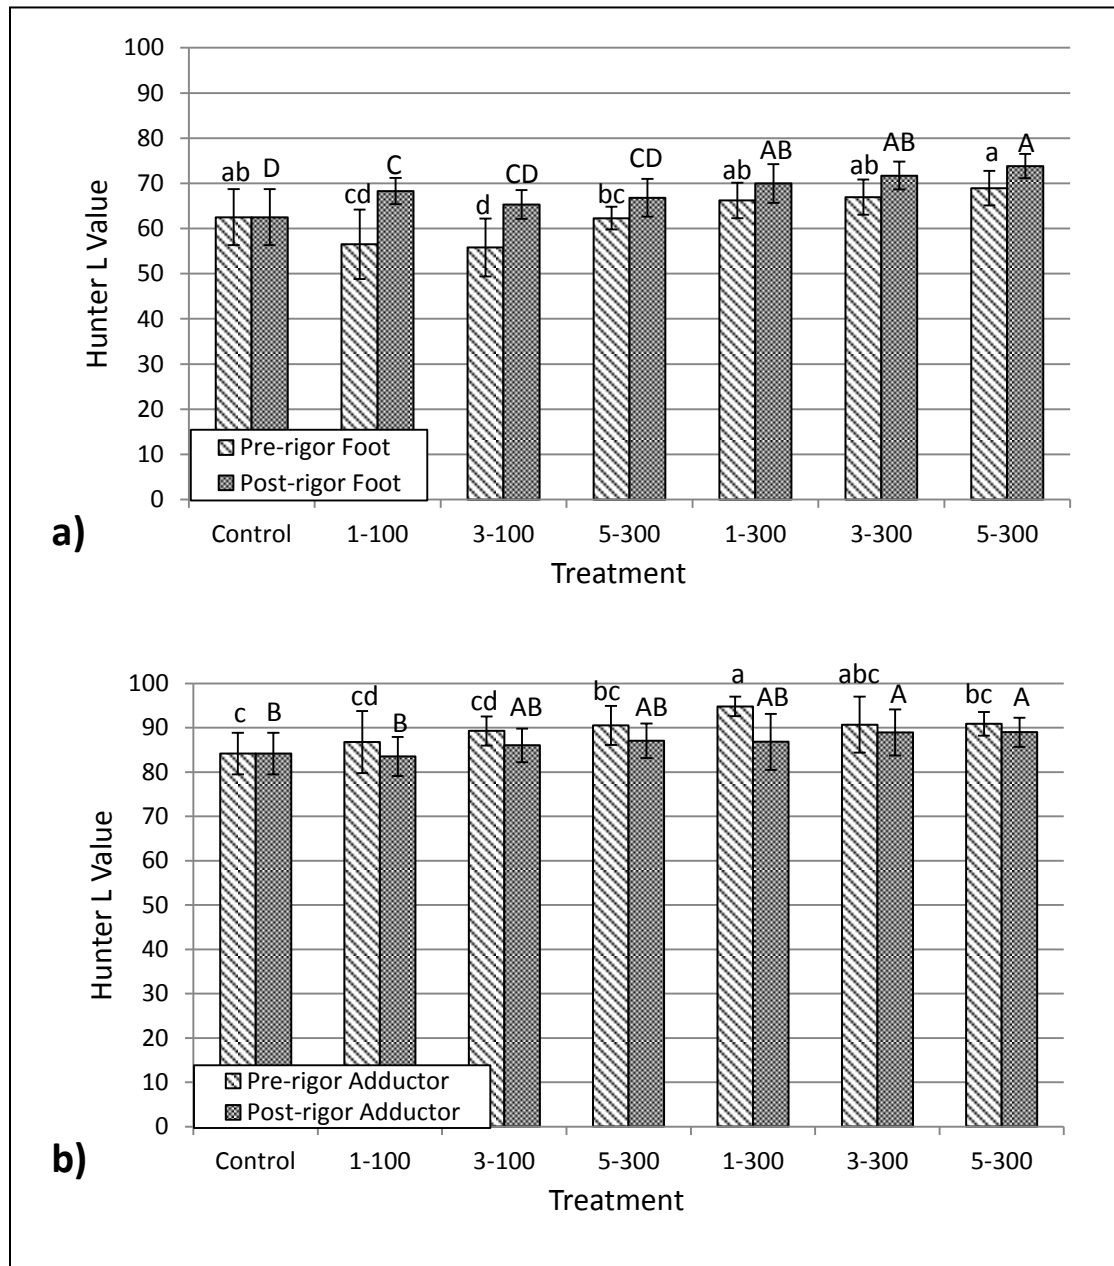 100
90
80
70
60
50
40
30
20
10
0
Hunter L Value
ab D cd C d CD bc CD ab AB ab AB a A
Pre-rigor Foot
Post-rigor Foot
Control 1-100 3-100 5-300 1-300 3-300 5-300
a)
Treatment
100
90
80
70
60
50
40
30
20
10
0
Hunter L Value
c B cd B cd AB bc AB a AB abc A bc A
Pre-rigor Adductor
Post-rigor Adductor
Control 1-100 3-100 5-300 1-300 3-300 5-300
b)
Treatment